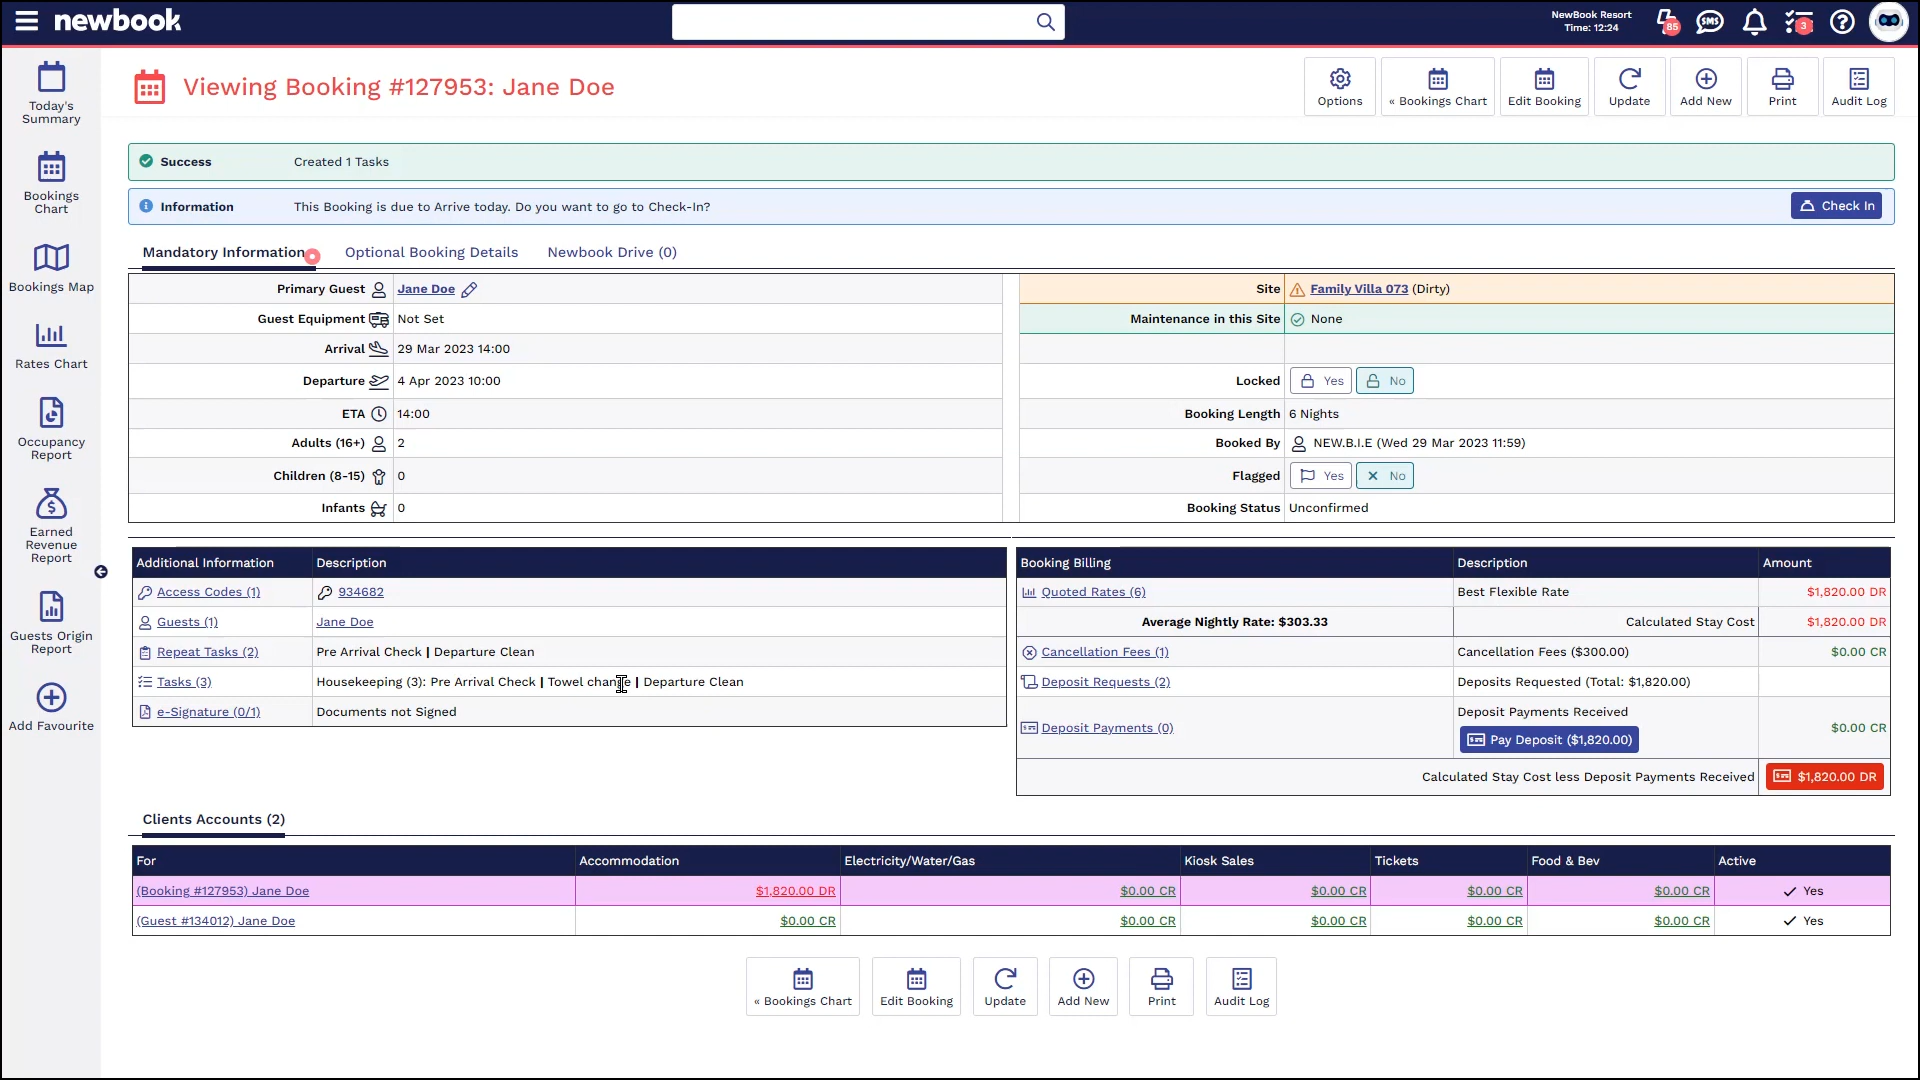 newbook
NewBook Resort
Time: 12:24
85
SMS
3
Today's
Summary
Bookings
Chart
Bookings Map
Rates Chart
Occupancy
Report
Earned
Revenue
Report
Guests Origin
Report
Add Favourite
Viewing Booking #127953: Jane Doe
Options
« Bookings Chart
Edit Booking
Update
Add New
Print
Audit Log
Success Created 1 Tasks
Information This Booking is due to Arrive today. Do you want to go to Check-In? Check In
Mandatory Information Optional Booking Details Newbook Drive (0)
Primary Guest Jane Doe
Guest Equipment Not Set
Arrival 29 Mar 2023 14:00
Departure 4 Apr 2023 10:00
ETA 14:00
Adults (16+) 2
Children (8-15) 0
Infants 0
Site Family Villa 073 (Dirty)
Maintenance in this Site None
Locked Yes No
Booking Length 6 Nights
Booked By NEW.B.I.E (Wed 29 Mar 2023 11:59)
Flagged Yes No
Booking Status Unconfirmed
Additional Information Description
Access Codes (1) 934682
Guests (1) Jane Doe
Repeat Tasks (2) Pre Arrival Check | Departure Clean
Tasks (3) Housekeeping (3): Pre Arrival Check | Towel change | Departure Clean
e-Signature (0/1) Documents not Signed
Booking Billing Description Amount
Quoted Rates (6) Best Flexible Rate $1,820.00 DR
Average Nightly Rate: $303.33 Calculated Stay Cost $1,820.00 DR
Cancellation Fees (1) Cancellation Fees ($300.00) $0.00 CR
Deposit Requests (2) Deposits Requested (Total: $1,820.00)
Deposit Payments (0) Deposit Payments Received $0.00 CR
Pay Deposit ($1,820.00)
Calculated Stay Cost less Deposit Payments Received $1,820.00 DR
Clients Accounts (2)
For Accommodation Electricity/Water/Gas Kiosk Sales Tickets Food & Bev Active
(Booking #127953) Jane Doe $1,820.00 DR $0.00 CR $0.00 CR $0.00 CR $0.00 CR Yes
(Guest #134012) Jane Doe $0.00 CR $0.00 CR $0.00 CR $0.00 CR $0.00 CR Yes
« Bookings Chart
Edit Booking
Update
Add New
Print
Audit Log